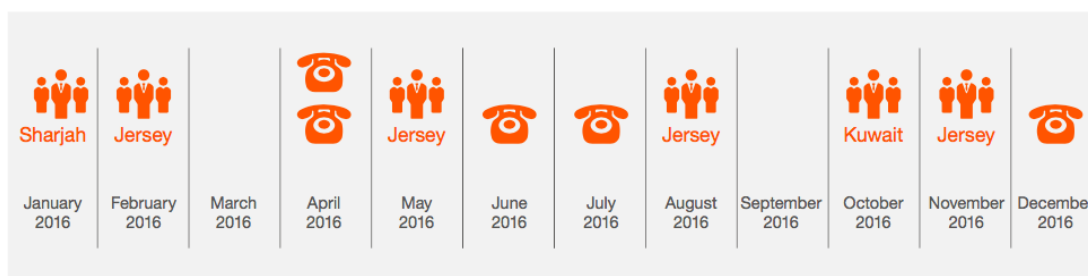 Sharjah Jersey Jersey Jersey Kuwait Jersey
January February March April May June July August September October November Decembe
2016 2016 2016 2016 2016 2016 2016 2016 2016 2016 2016 2016